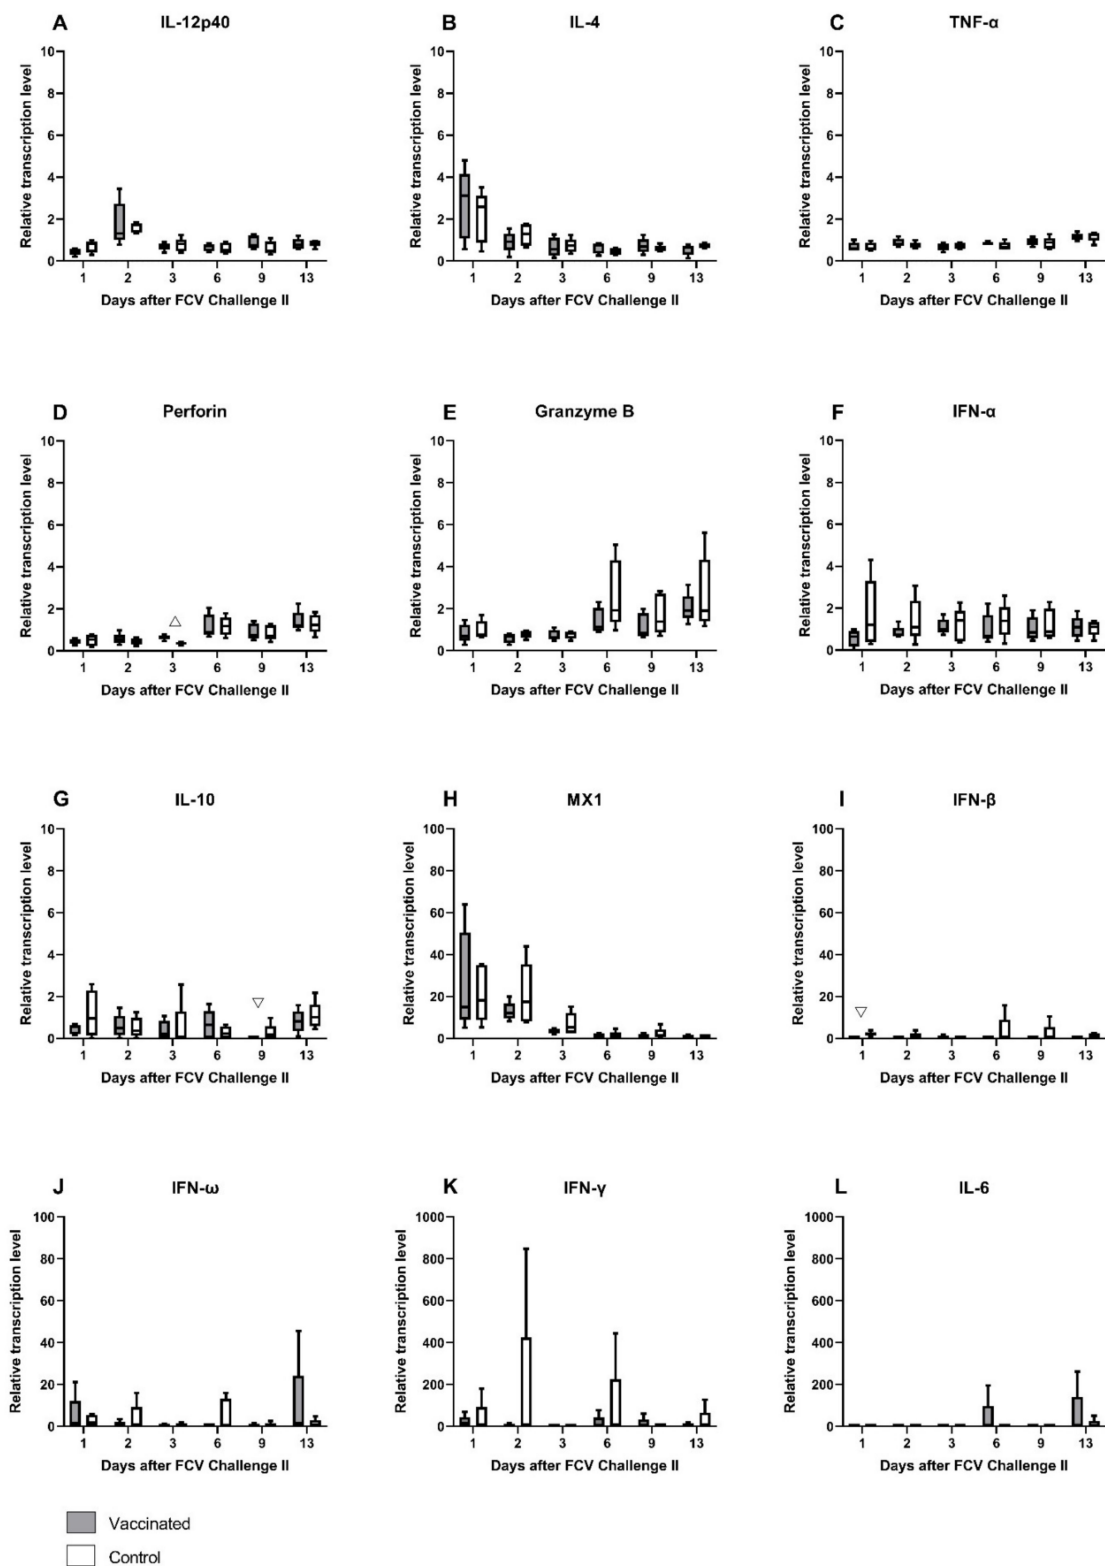 A IL-12p40
Relative transcription level
10
8
6
4
2
0
1 2 3 6 9 13
Days after FCV Challenge II
B IL-4
Relative transcription level
10
8
6
4
2
0
1 2 3 6 9 13
Days after FCV Challenge II
C TNF-α
Relative transcription level
10
8
6
4
2
0
1 2 3 6 9 13
Days after FCV Challenge II
D Perforin
Relative transcription level
10
8
6
4
2
0
1 2 3 6 9 13
Days after FCV Challenge II
E Granzyme B
Relative transcription level
10
8
6
4
2
0
1 2 3 6 9 13
Days after FCV Challenge II
F IFN-α
Relative transcription level
10
8
6
4
2
0
1 2 3 6 9 13
Days after FCV Challenge II
G IL-10
Relative transcription level
10
8
6
4
2
0
1 2 3 6 9 13
Days after FCV Challenge II
H MX1
Relative transcription level
100
80
60
40
20
0
1 2 3 6 9 13
Days after FCV Challenge II
I IFN-β
Relative transcription level
100
80
60
40
20
0
1 2 3 6 9 13
Days after FCV Challenge II
J IFN-ω
Relative transcription level
100
80
60
40
20
0
1 2 3 6 9 13
Days after FCV Challenge II
K IFN-γ
Relative transcription level
1000
800
600
400
200
0
1 2 3 6 9 13
Days after FCV Challenge II
L IL-6
Relative transcription level
1000
800
600
400
200
0
1 2 3 6 9 13
Days after FCV Challenge II
Vaccinated
Control